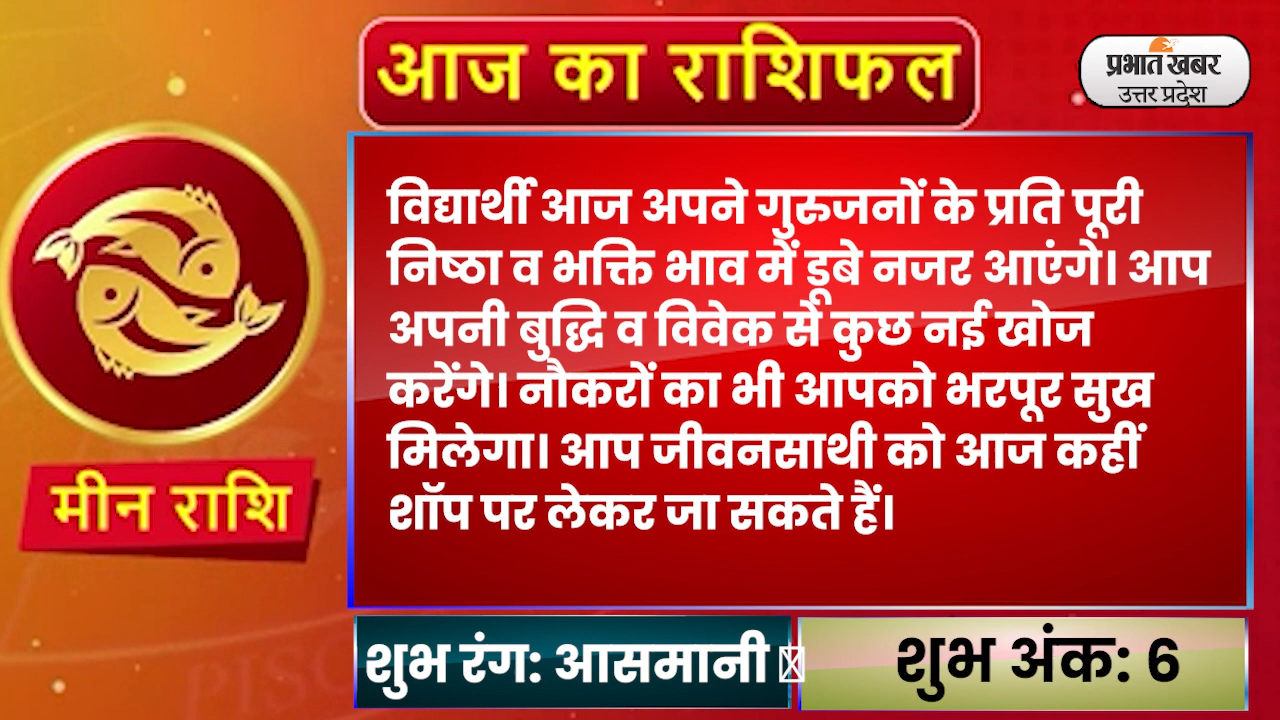 आज का राशिफल
प्रभात खबर
उत्तर प्रदेश
विद्यार्थी आज अपने गुरुजनों के प्रति पूरी
निष्ठा व भक्ति भाव में डूबे नजर आएंगे। आप
अपनी बुद्धि व विवेक से कुछ नई खोज
करेंगे। नौकरों का भी आपको भरपूर सुख
मिलेगा। आप जीवनसाथी को आज कहीं
शॉप पर लेकर जा सकते हैं।
मीन राशि
शुभ रंग: आसमानी
शुभ अंक: 6